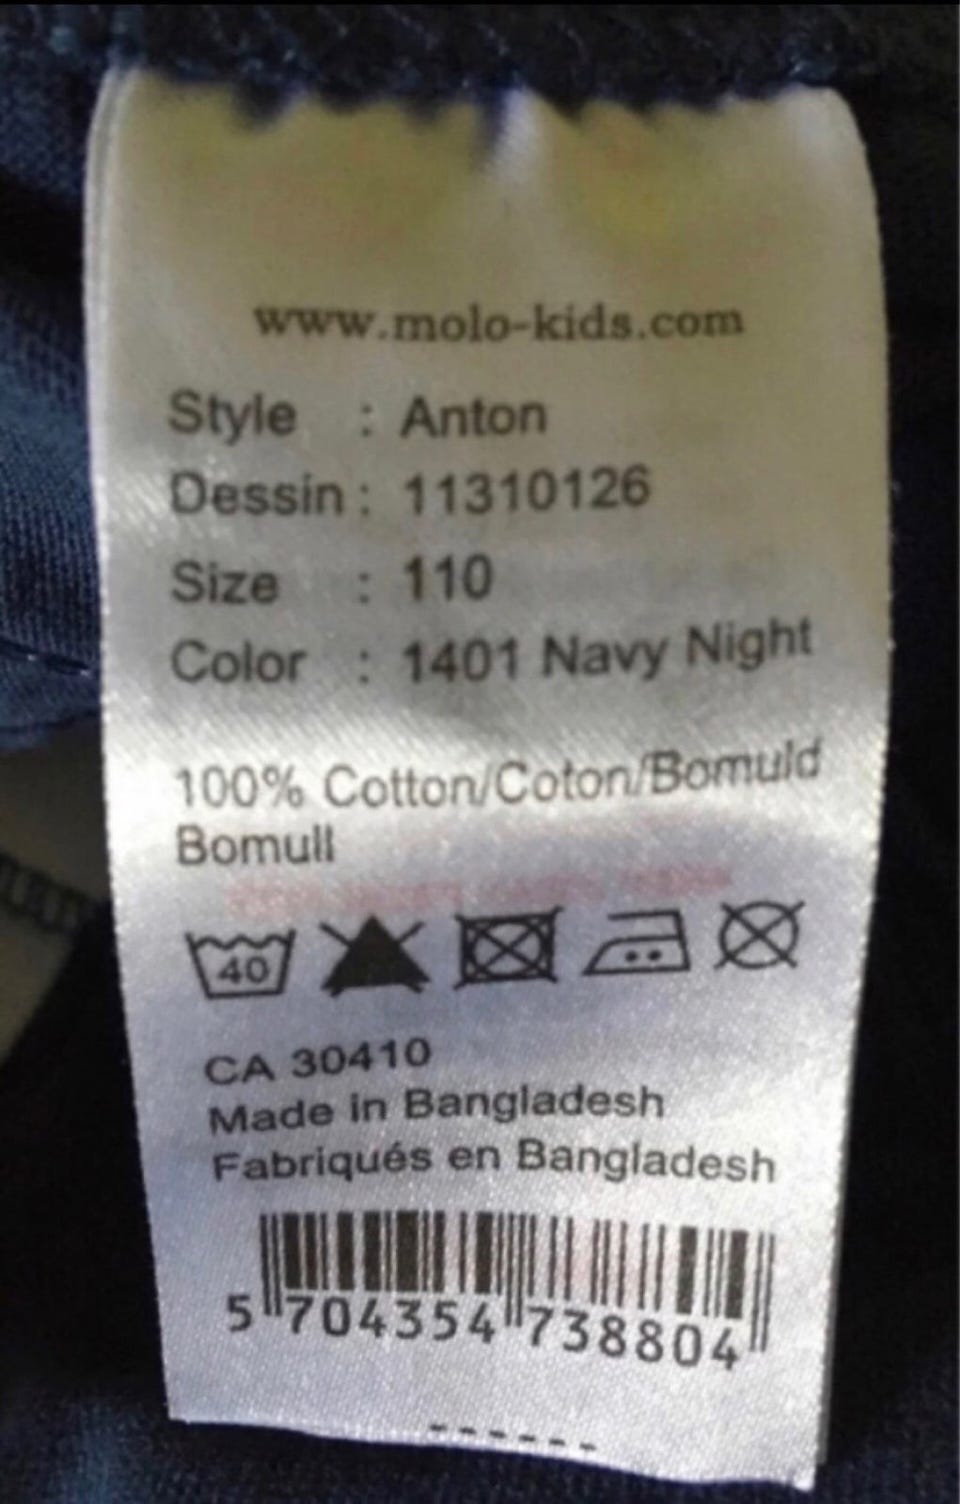 www.molo-kids.com
Style : Anton
Dessin : 11310126
Size : 110
Color : 1401 Navy Night
100% Cotton/Coton/Bomuld
Bomull
40
CA 30410
Made in Bangladesh
Fabriqués en Bangladesh
5 704354 738804